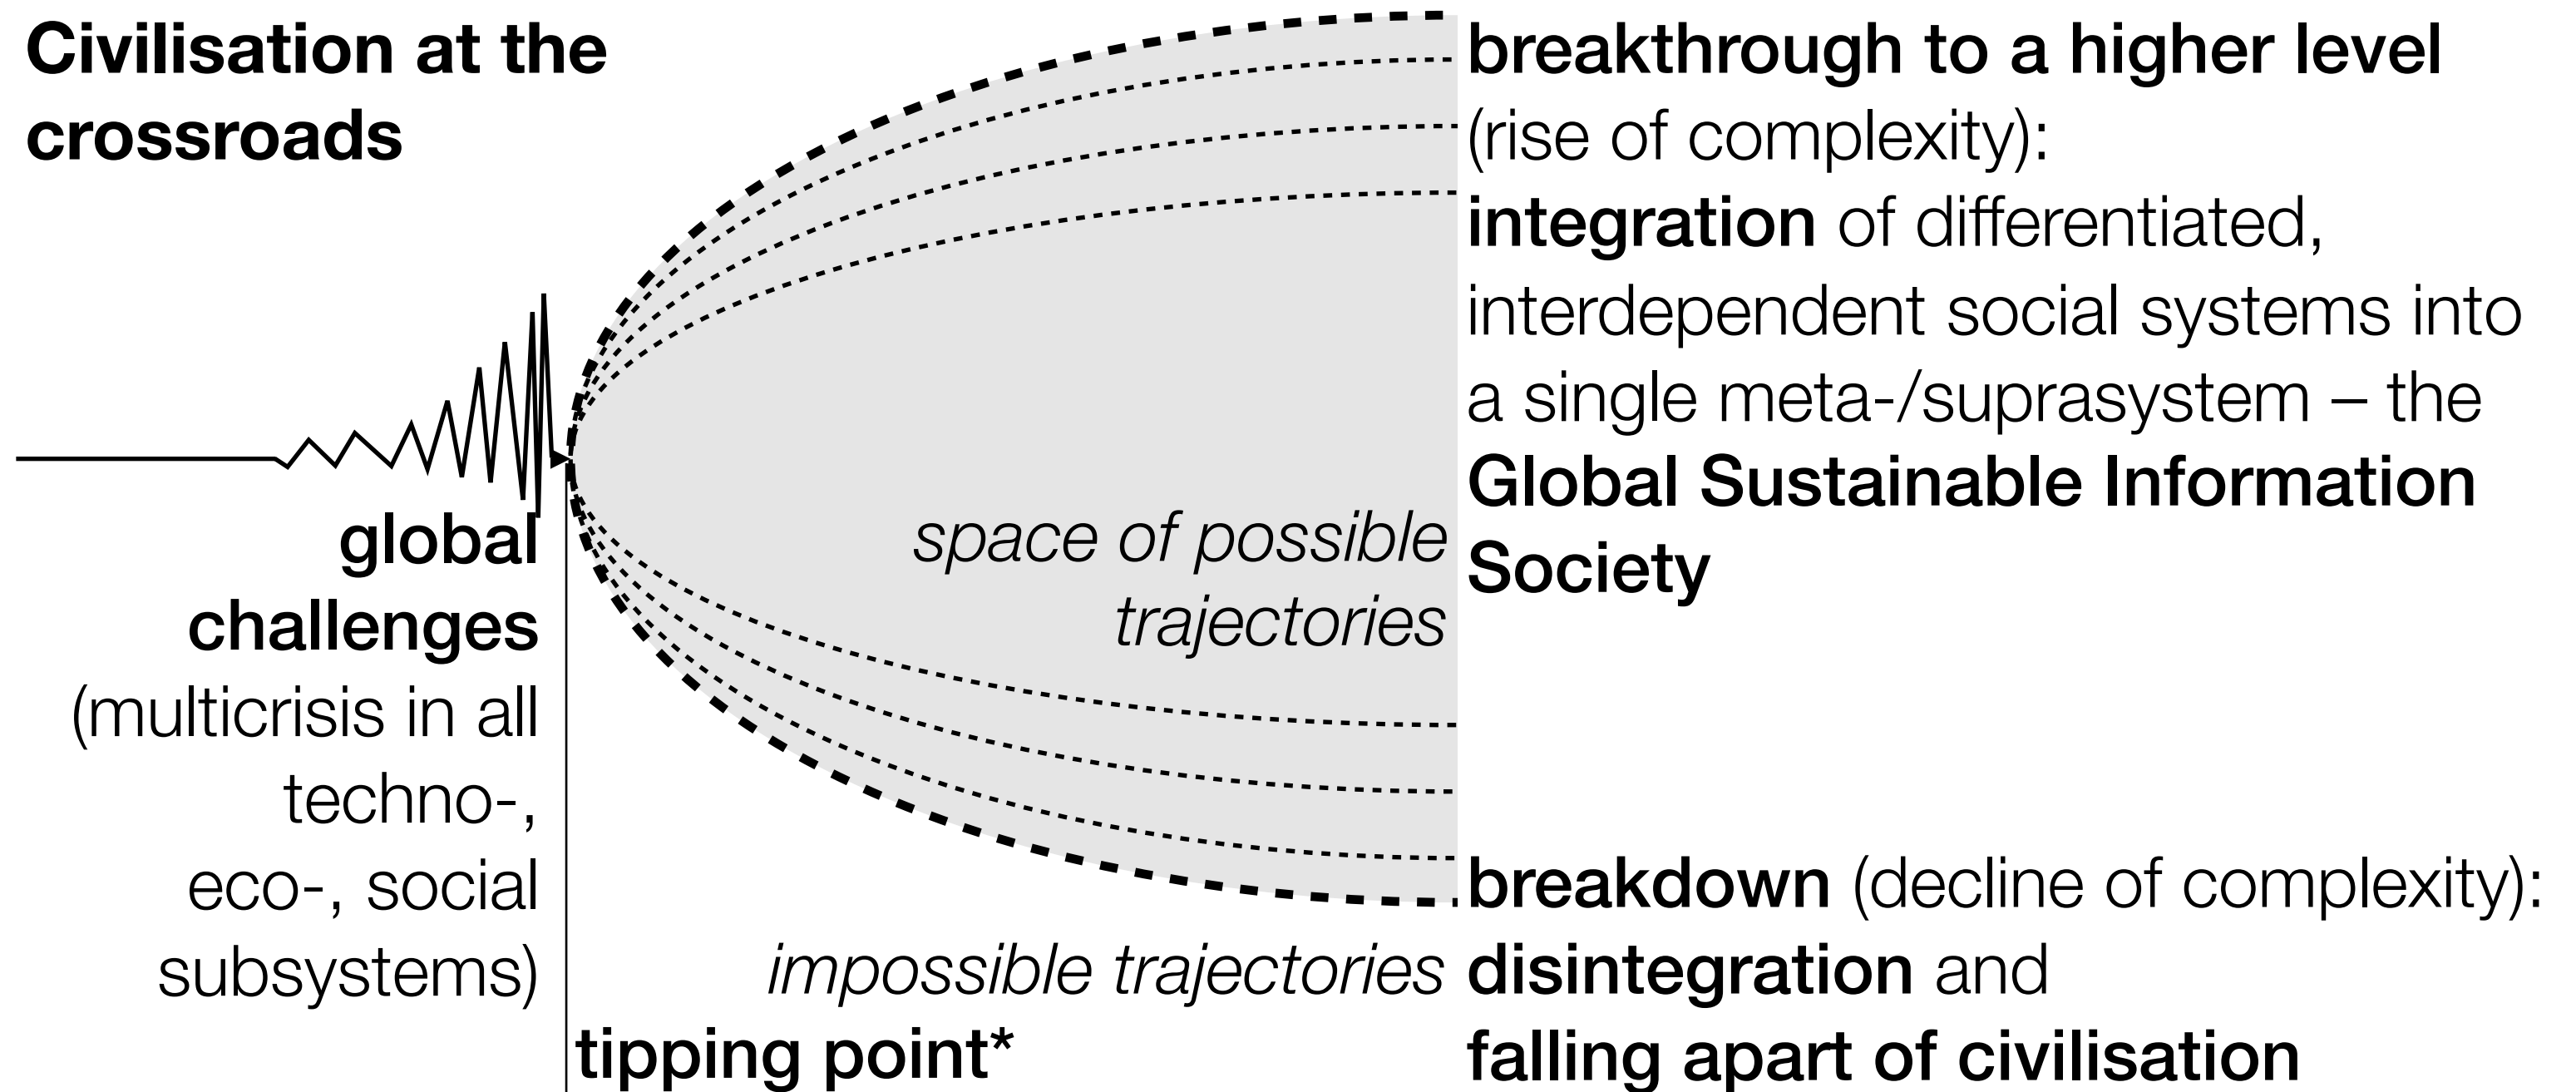 Civilisation at the
crossroads
global
challenges
(multicrisis in all
techno-,
eco-, social
subsystems)
space of possible
trajectories
impossible trajectories
tipping point*
breakthrough to a higher level
(rise of complexity):
integration of differentiated,
interdependent social systems into
a single meta-/suprasystem – the
Global Sustainable Information
Society
breakdown (decline of complexity):
disintegration and
falling apart of civilisation